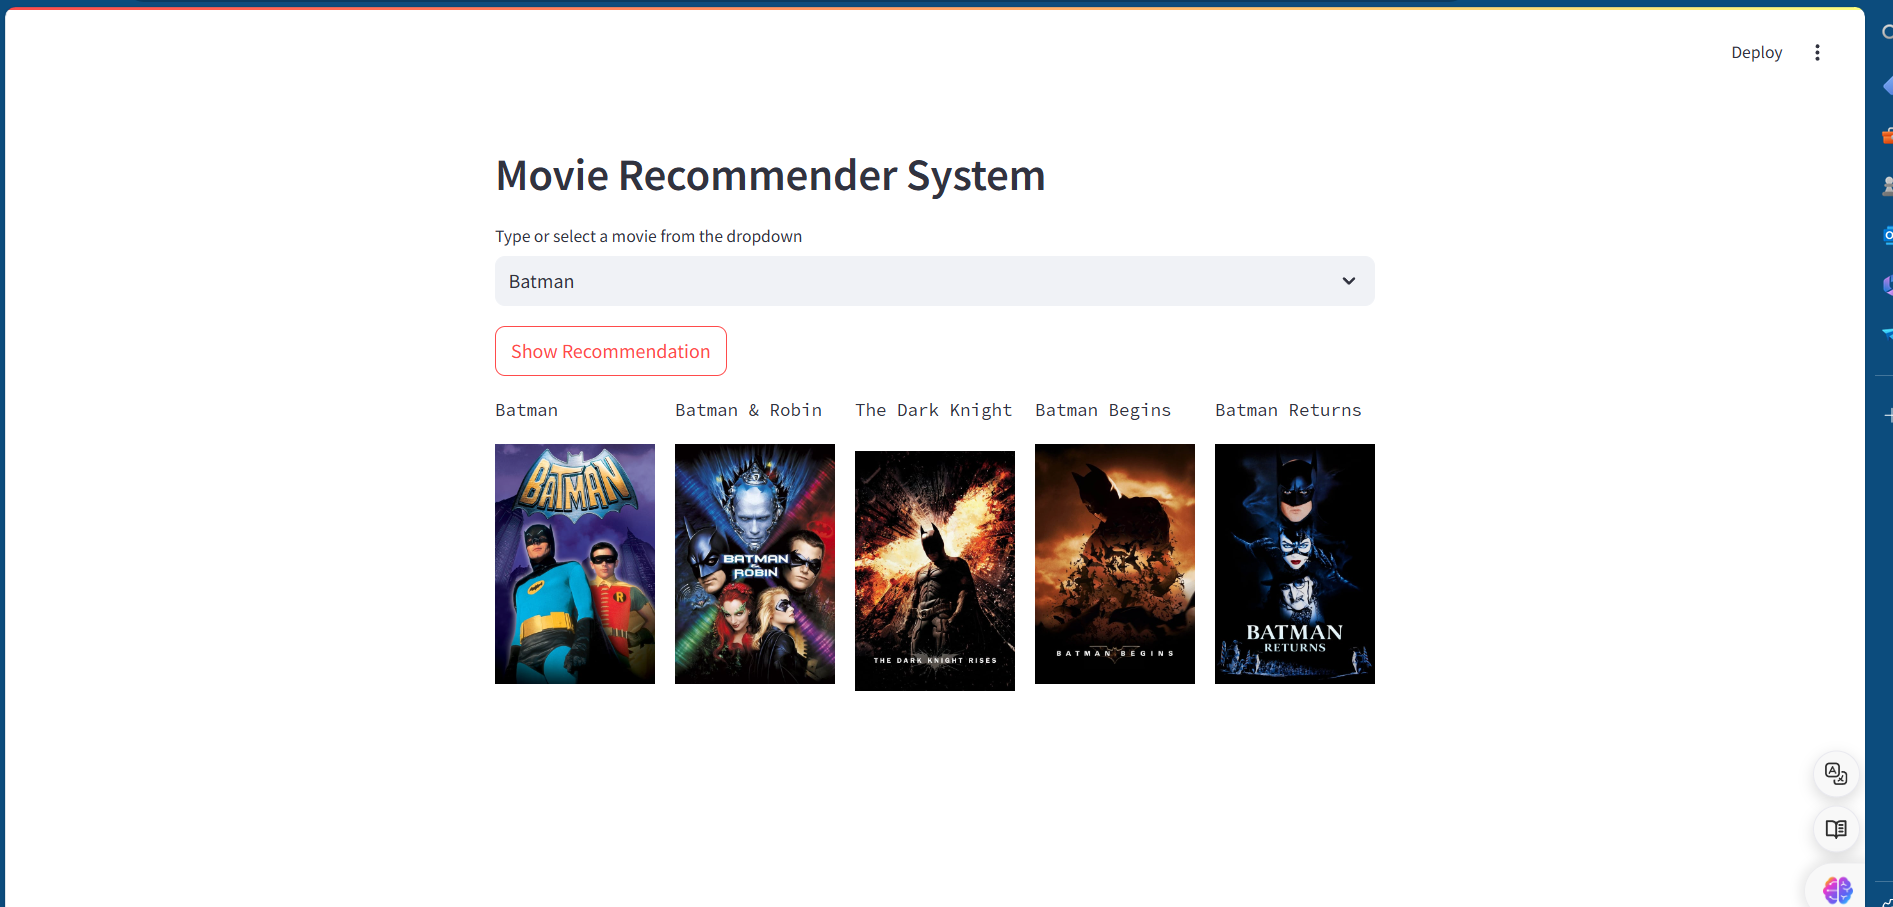 Deploy
Movie Recommender System
Type or select a movie from the dropdown
Batman
Show Recommendation
Batman
Batman & Robin
The Dark Knight
Batman Begins
Batman Returns
BATMAN
R
BATMAN
&
ROBIN
THE DARK KNIGHT RISES
BATMAN BEGINS
BATMAN
RETURNS